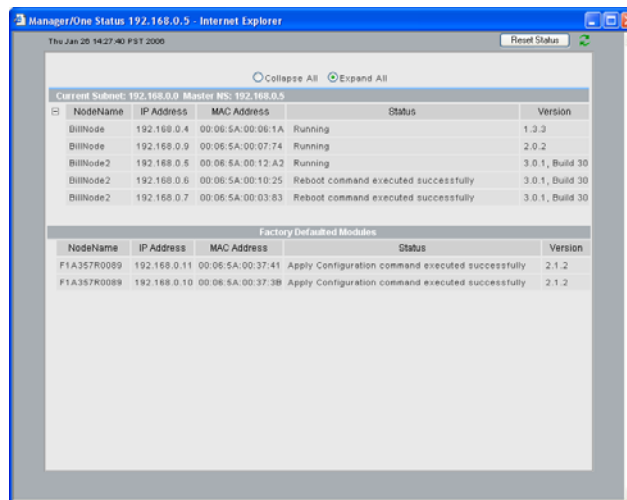 Manager/One Status 192.168.0.5 - Internet Explorer
Thu Jan 26 14:27:40 PST 2006 Reset Status
Collapse All Expand All
Current Subnet: 192.168.0.0 Master NS: 192.168.0.5
NodeName IP Address MAC Address Status Version
BillNode 192.168.0.4 00:06:5A:00:06:1A Running 1.3.3
BillNode 192.168.0.9 00:06:5A:00:07:74 Running 2.0.2
BillNode2 192.168.0.5 00:06:5A:00:12:A2 Running 3.0.1, Build 30
BillNode2 192.168.0.6 00:06:5A:00:10:25 Reboot command executed successfully 3.0.1, Build 30
BillNode2 192.168.0.7 00:06:5A:00:03:83 Reboot command executed successfully 3.0.1, Build 30
Factory Defaulted Modules
NodeName IP Address MAC Address Status Version
F1A357R0089 192.168.0.11 00:06:5A:00:37:41 Apply Configuration command executed successfully 2.1.2
F1A357R0089 192.168.0.10 00:06:5A:00:37:3B Apply Configuration command executed successfully 2.1.2